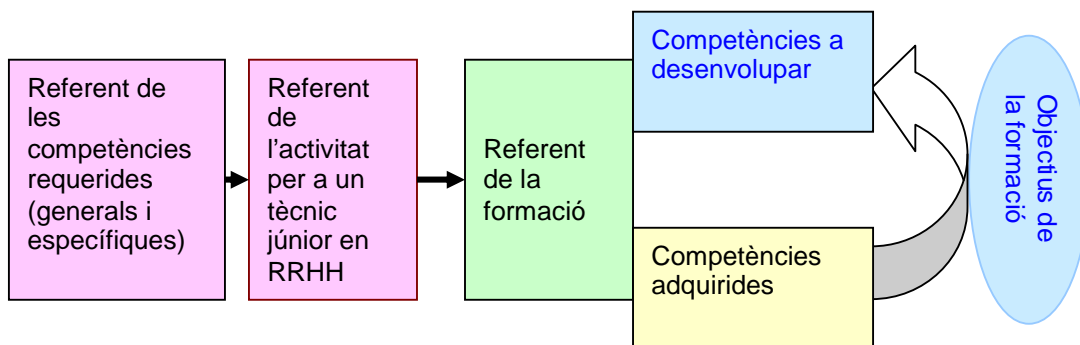 Referent de
les
competències
requerides
(generals i
específiques)
Referent
de
l'activitat
per a un
tècnic
júnior en
RRHH
Referent
de la
formació
Competències a
desenvolupar
Competències
adquirides
Objectius de
la formació